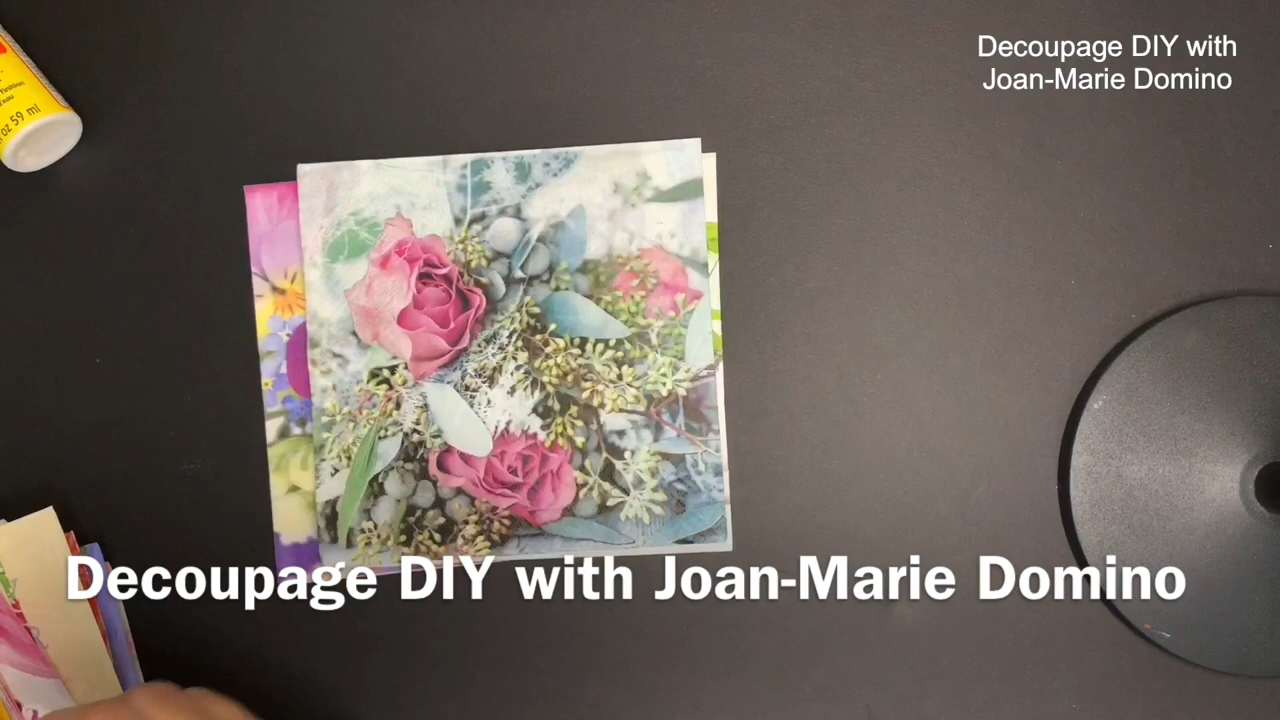 Decoupage DIY with
Joan-Marie Domino
oz 59 ml
Decoupage DIY with Joan-Marie Domino